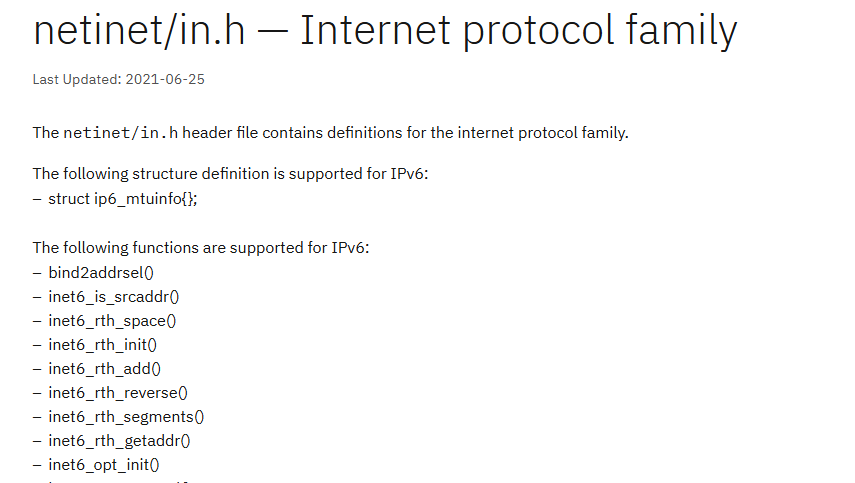 netinet/in.h — Internet protocol family
Last Updated: 2021-06-25
The netinet/in.h header file contains definitions for the internet protocol family.
The following structure definition is supported for IPv6:
– struct ip6_mtuinfo{};
The following functions are supported for IPv6:
– bind2addrsel()
– inet6_is_srcaddr()
– inet6_rth_space()
– inet6_rth_init()
– inet6_rth_add()
– inet6_rth_reverse()
– inet6_rth_segments()
– inet6_rth_getaddr()
– inet6_opt_init()